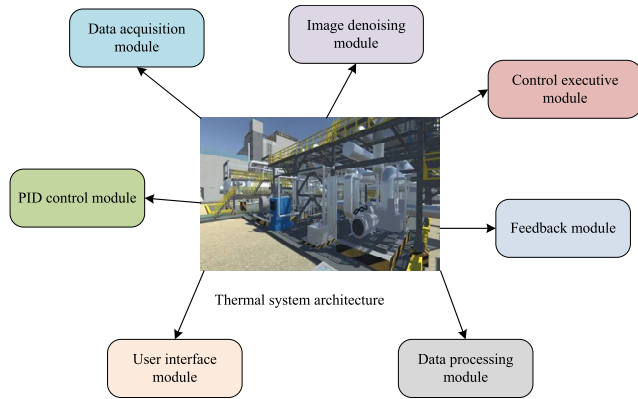 Data acquisition
module
Image denoising
module
Control executive
module
PID control module
Feedback module
Thermal system architecture
User interface
module
Data processing
module